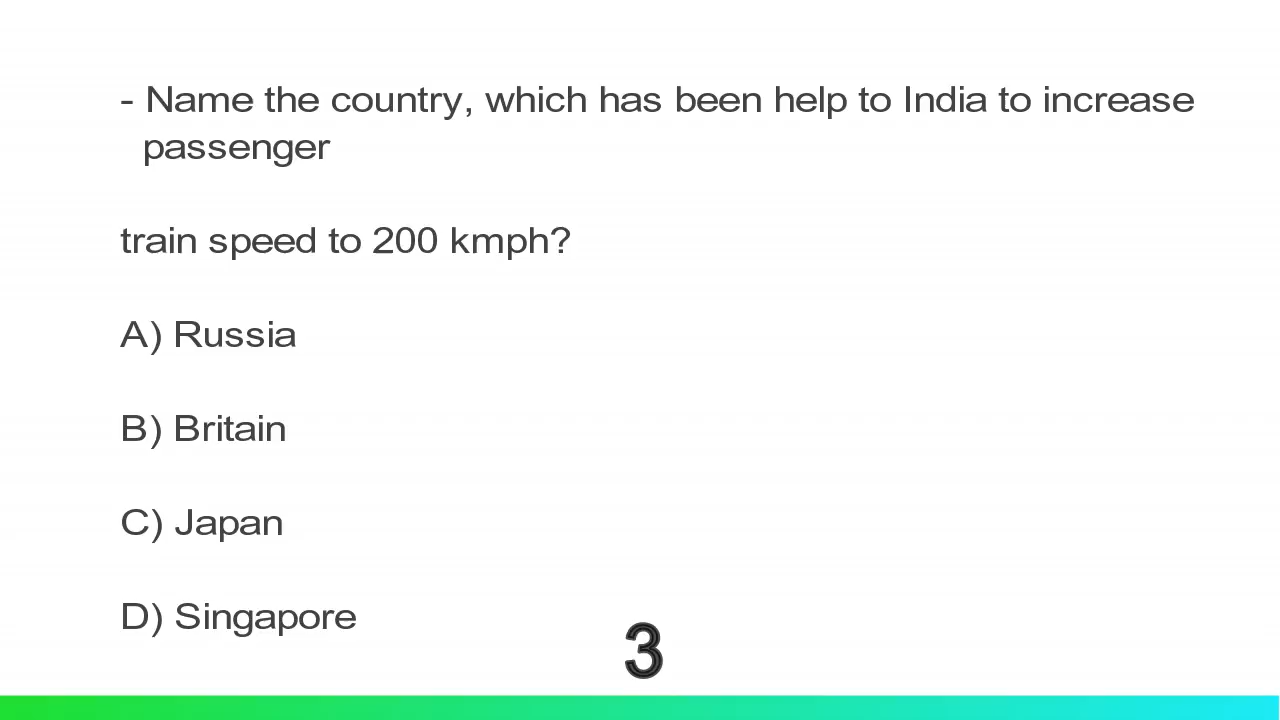 - Name the country, which has been help to India to increase
passenger
train speed to 200 kmph?
A) Russia
B) Britain
C) Japan
D) Singapore
3